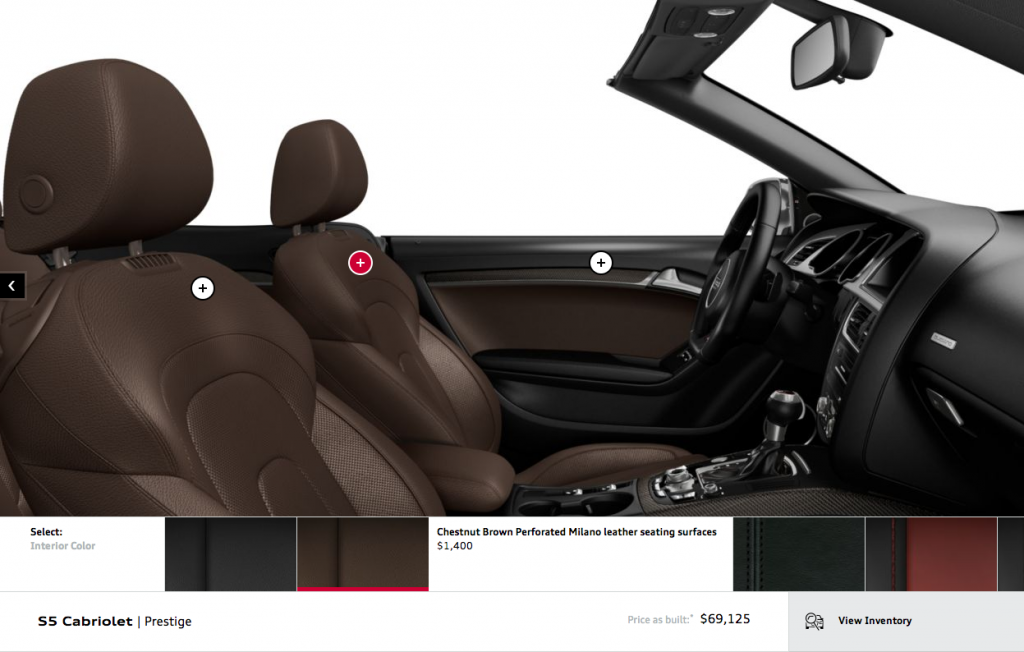 Select:
Interior Color
Chestnut Brown Perforated Milano leather seating surfaces
$1,400
S5 Cabriolet | Prestige
Price as built:* $69,125
View Inventory